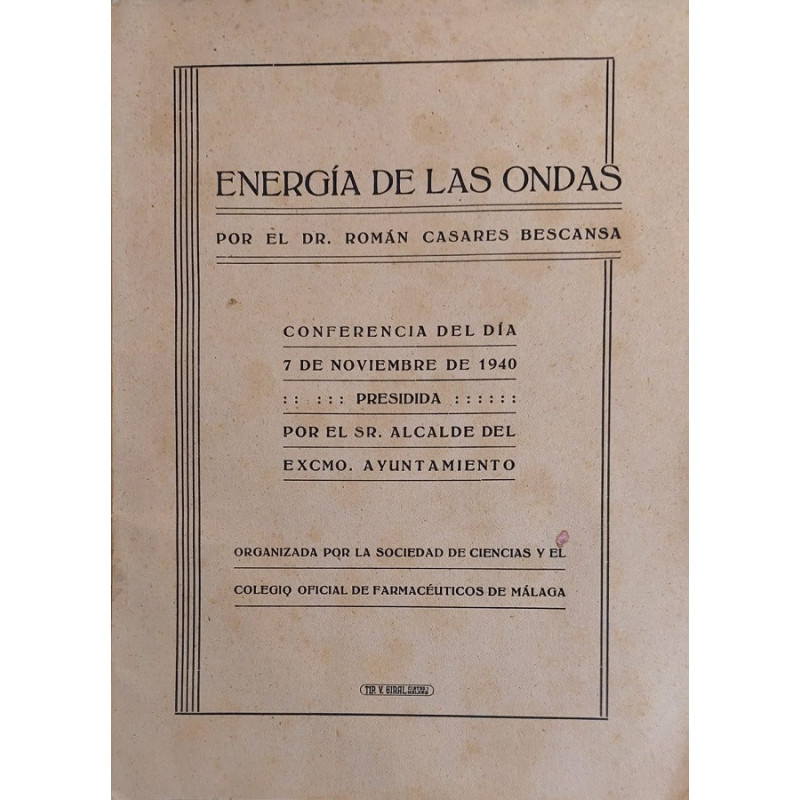 ENERGÍA DE LAS ONDAS
POR EL DR. ROMÁN CASARES BESCANSA
CONFERENCIA DEL DÍA
7 DE NOVIEMBRE DE 1940
:: ::: PRESIDIDA ::::::
POR EL SR. ALCALDE DEL
EXCMO. AYUNTAMIENTO
ORGANIZADA POR LA SOCIEDAD DE CIENCIAS Y EL
COLEGIO OFICIAL DE FARMACÉUTICOS DE MÁLAGA
TIP. V. GIRAL